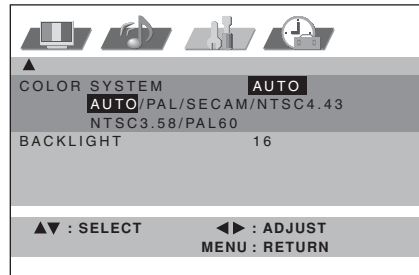 ▲
COLOR SYSTEM AUTO
AUTO/PAL/SECAM/NTSC4.43
NTSC3.58/PAL60
BACKLIGHT 16
▲▼ : SELECT ◀▶ : ADJUST
MENU : RETURN